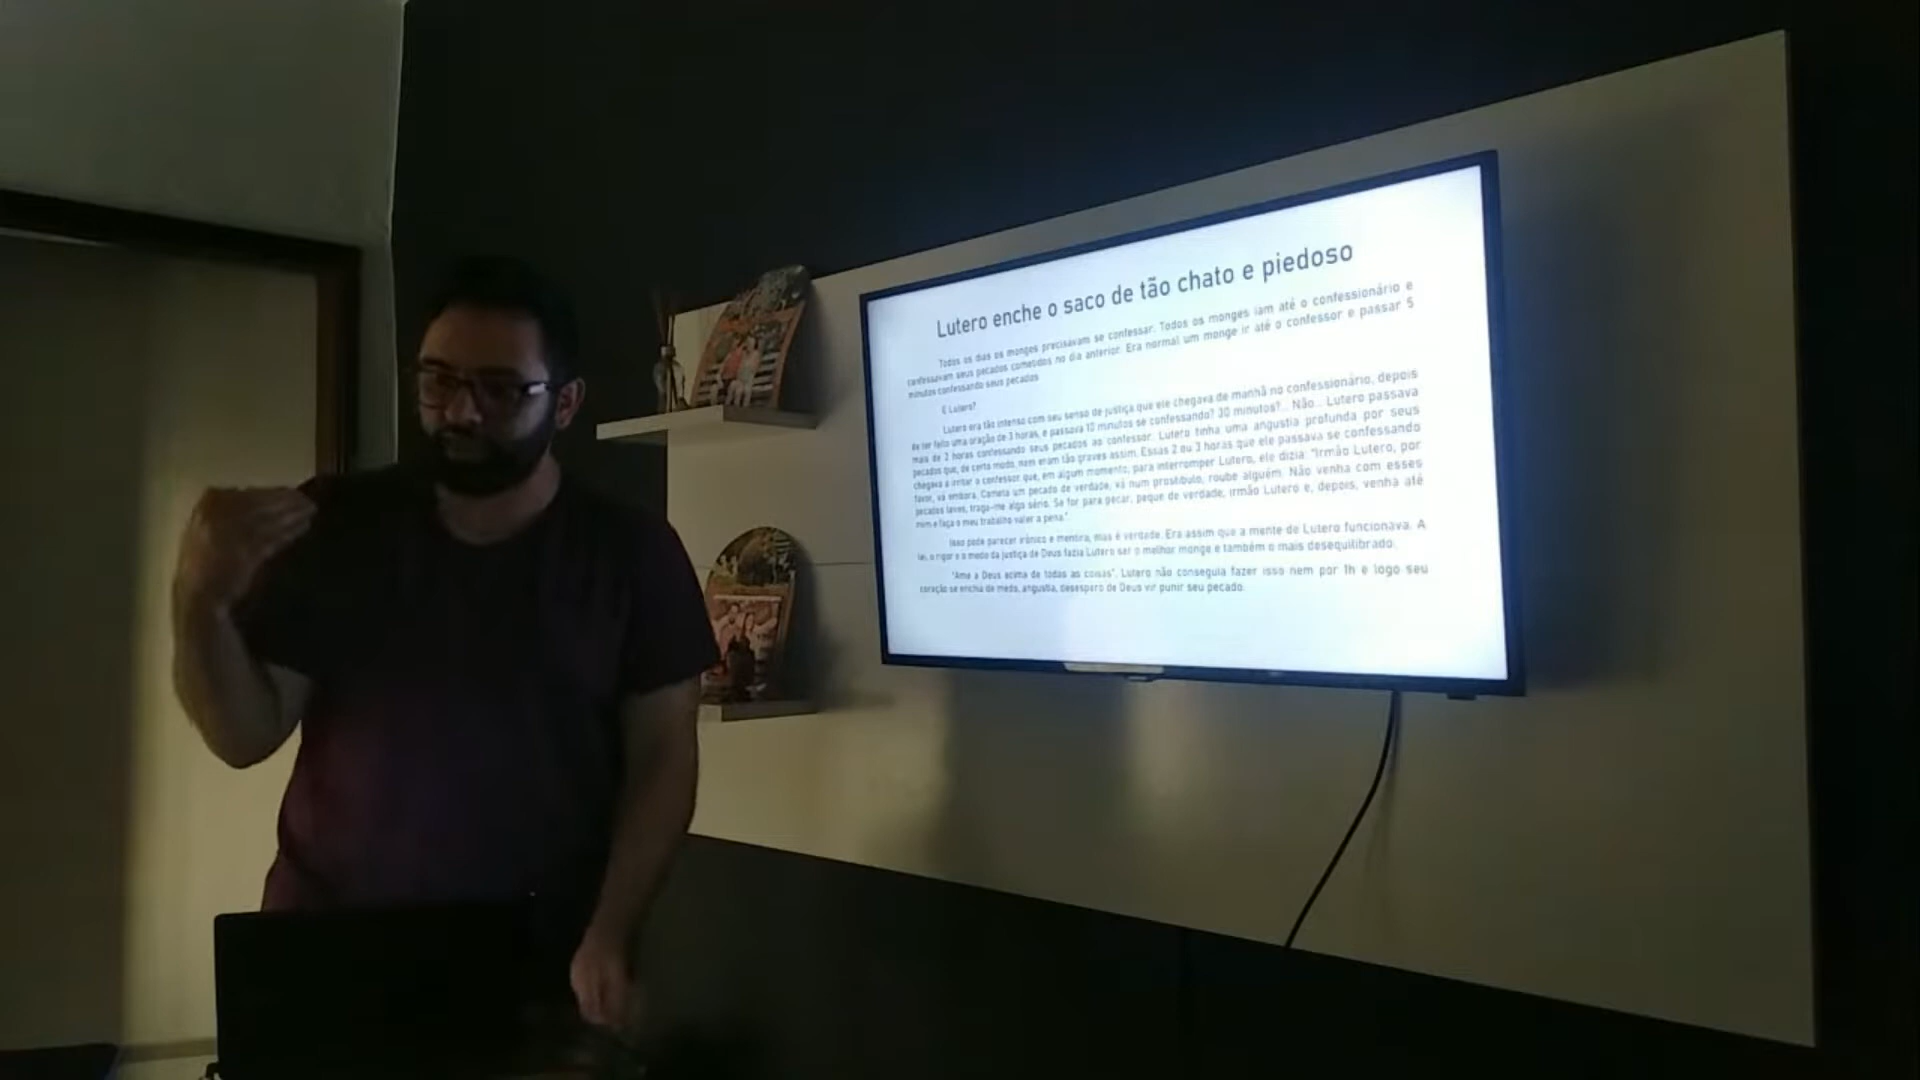 Lutero enche o saco de tão chato e piedoso
Todos os dias os monges precisavam se confessar. Todos os monges iam até o confessionário e
confessavam seus pecados cometidos no dia anterior. Era normal um monge ir até o confessor e passar 5
minutos confessando seus pecados
E Lutero?
Lutero era tão intenso com seu senso de justiça que ele chegava de manhã no confessionário, depois
de ter feito uma oração de 3 horas, e passava 10 minutos se confessando? 30 minutos?... Não... Lutero passava
mais de 2 horas confessando seus pecados ao confessor. Lutero tinha uma angustia profunda por seus
pecados que, de certo modo, nem eram tão graves assim. Essas 2 ou 3 horas que ele passava se confessando
chegava a irritar o confessor que, em algum momento, para interromper Lutero, ele dizia: "Irmão Lutero, por
favor, vá embora. Cometa um pecado de verdade, vá num prostíbulo, roube alguém. Não venha com esses
pecados leves, traga-me algo sério. Se for para pecar, peque de verdade, irmão Lutero e, depois, venha até
mim e faça o meu trabalho valer a pena."
Isso pode parecer irônico e mentira, mas é verdade. Era assim que a mente de Lutero funcionava. A
lei, o rigor e o modo da justiça de Deus fazia Lutero ser o melhor monge e também o mais desequilibrado.
"Ame a Deus acima de todas as coisas". Lutero não conseguia fazer isso nem por 1h e logo seu
coração se enchia de medo, angustia, desespero de Deus vir punir seu pecado.